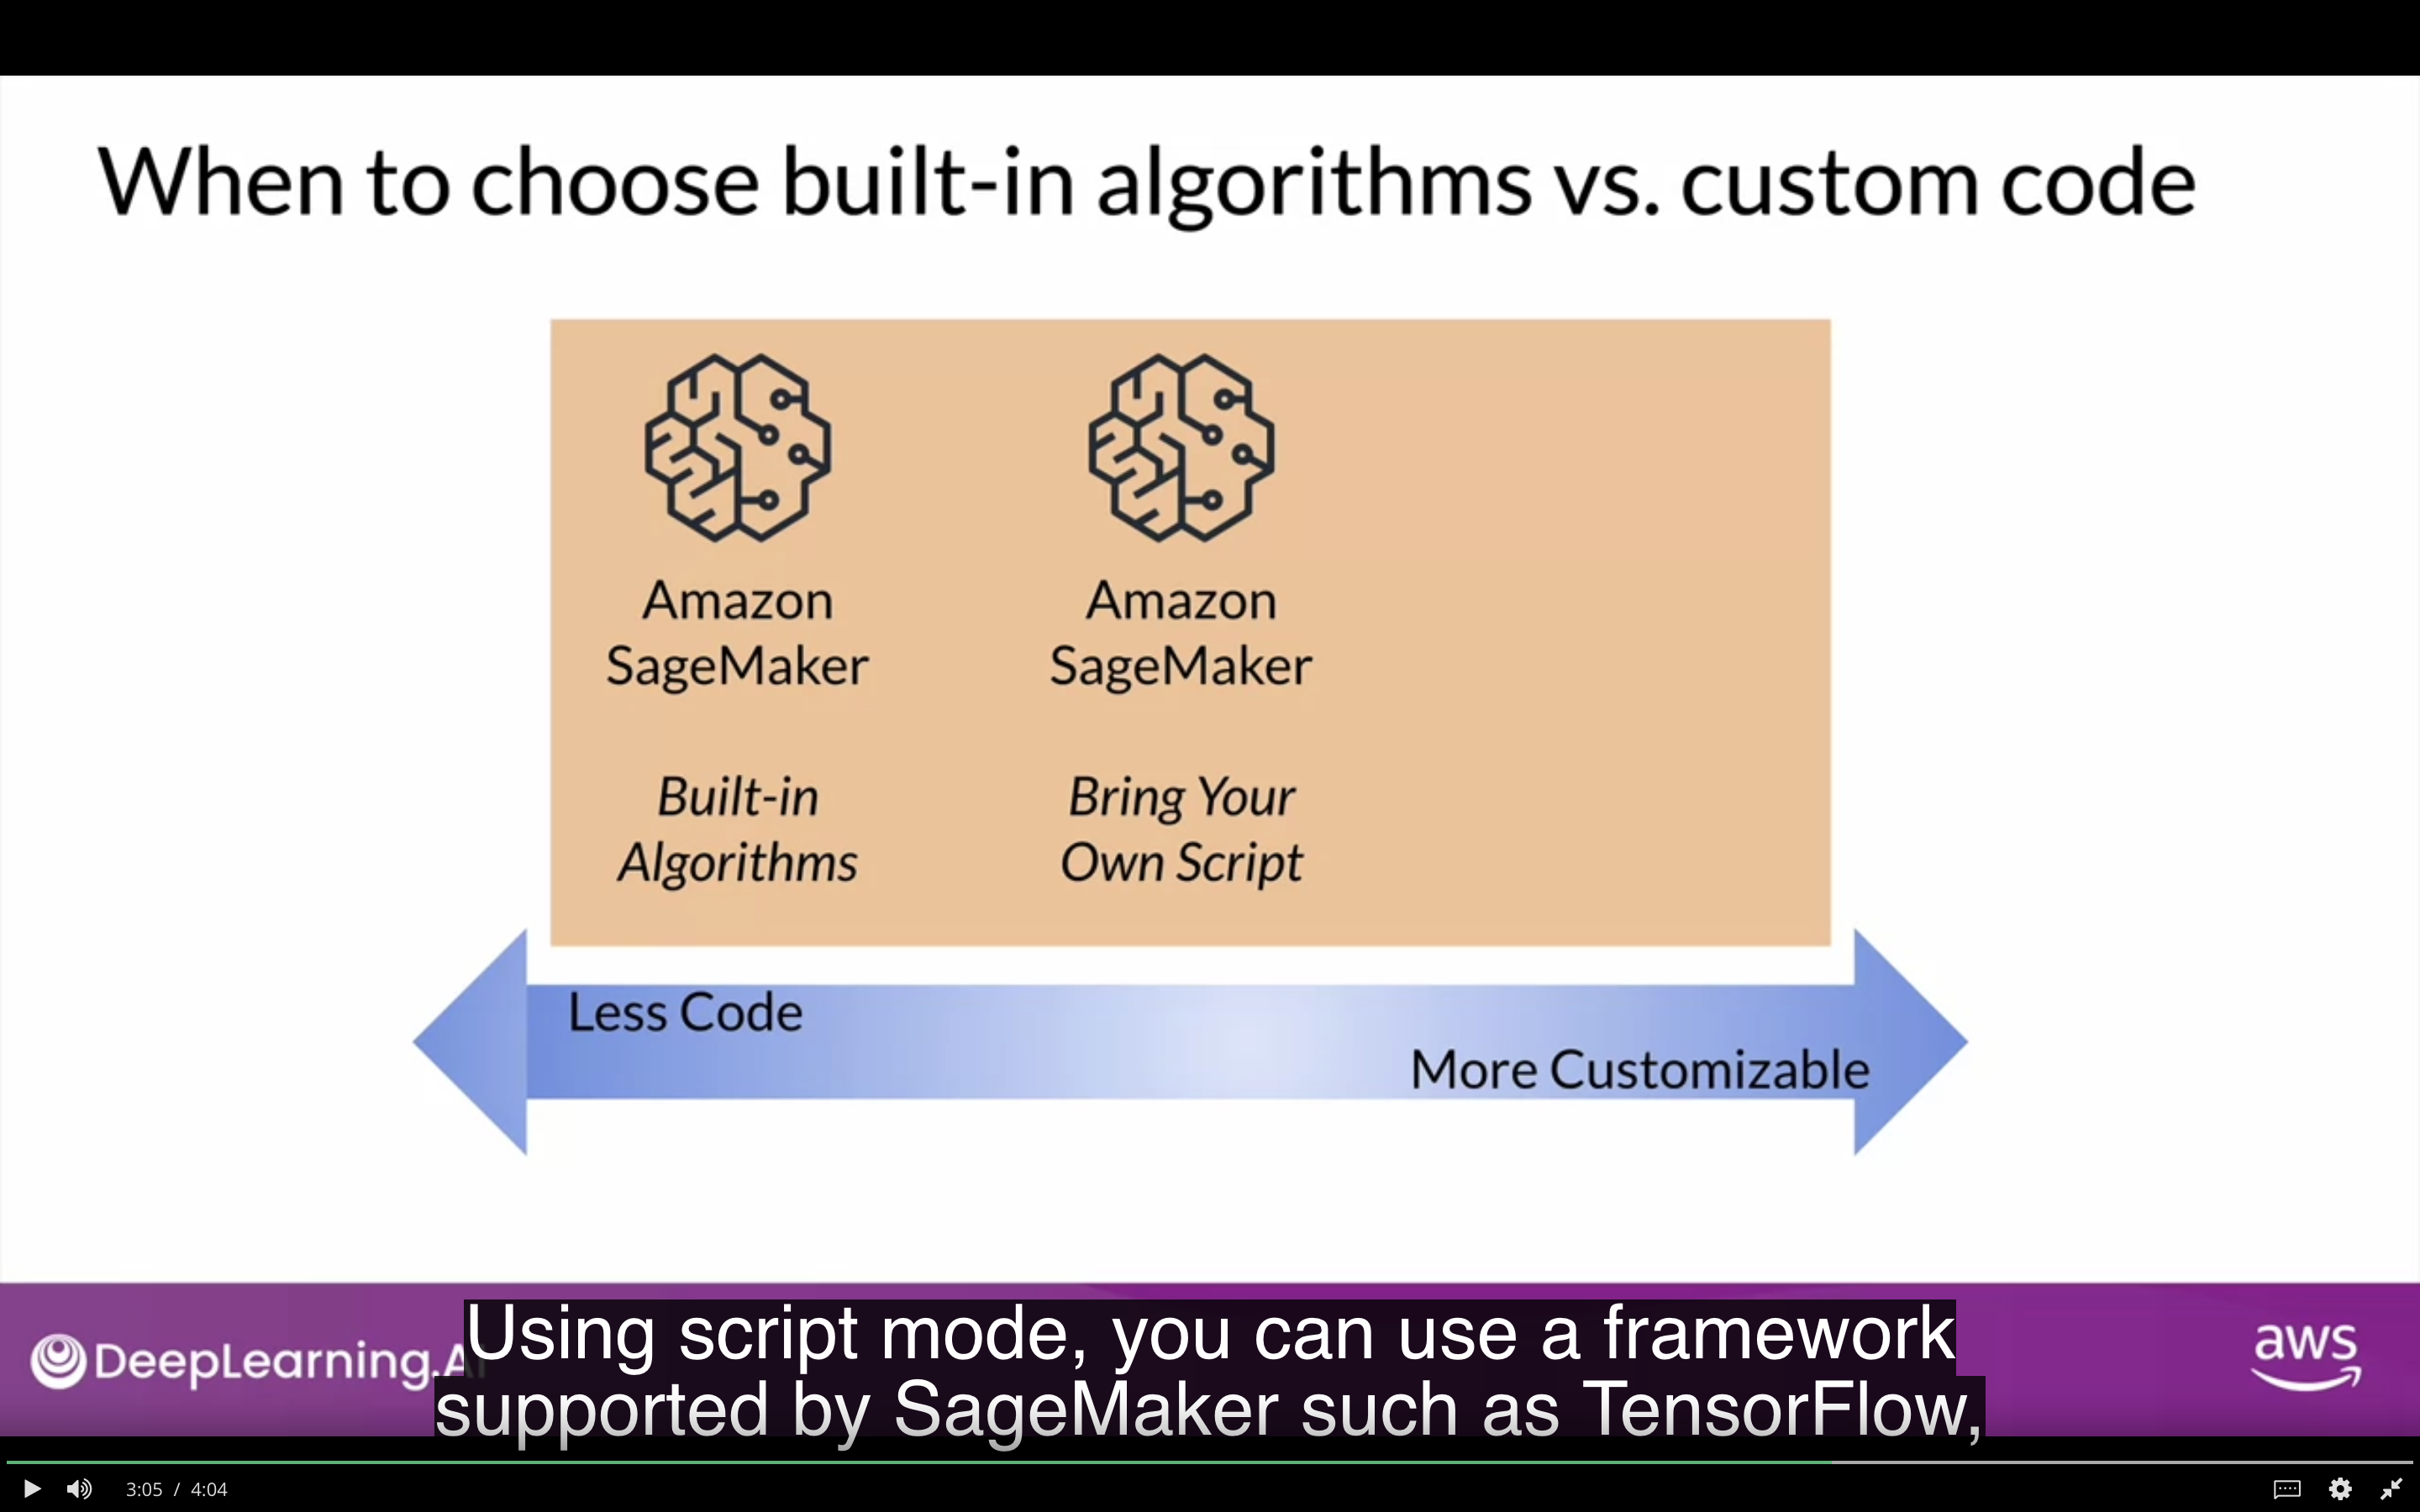 When to choose built-in algorithms vs. custom code
Amazon
SageMaker
Built-in
Algorithms
Amazon
SageMaker
Bring Your
Own Script
Less Code
More Customizable
DeepLearning.AI
Using script mode, you can use a framework
supported by SageMaker such as TensorFlow,
aws
3:05 / 4:04